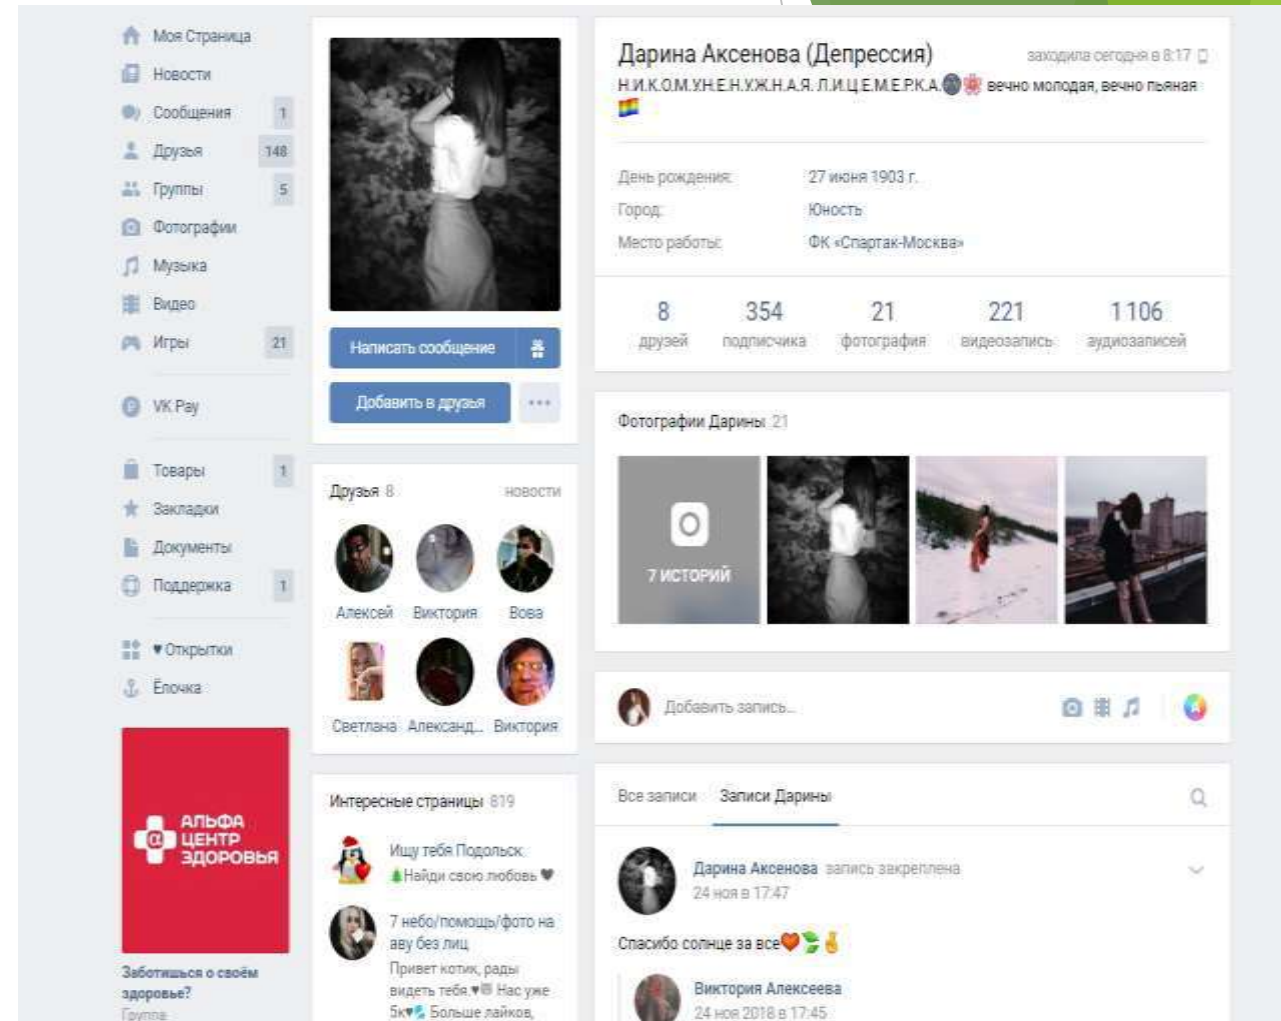 Моя Страница
Новости
Сообщения 1
Друзья 148
Группы 5
Фотографии
Музыка
Видео
Игры 21
VK Pay
Товары 1
Закладки
Документы
Поддержка 1
♥ Открытки
Ёлочка
АЛЬФА
ЦЕНТР
ЗДОРОВЬЯ
Заботишься о своём
здоровье?
Группа
Написать сообщение
Добавить в друзья
Друзья 8 новости
Алексей Виктория Вова
Светлана Александ... Виктория
Интересные страницы 819
Ищу тебя Подольск
🌲Найди свою любовь ♥
7 небо/помощь/фото на
аву без лиц
Привет котик, рады
видеть тебя.♥ Нас уже
5к♥ Больше лайков,
Дарина Аксенова (Депрессия) заходила сегодня в 8:17
Н.И.К.О.М.У.Н.Е.Н.У.Ж.Н.А.Я. Л.И.Ц.Е.М.Е.Р.К.А.🌚🌸 вечно молодая, вечно пьяная
🏳️‍🌈
День рождения: 27 июня 1903 г.
Город: Юность
Место работы: ФК «Спартак-Москва»
8 354 21 221 1 106
друзей подписчика фотография видеозапись аудиозаписей
Фотографии Дарины 21
7 ИСТОРИЙ
Добавить запись...
Все записи Записи Дарины
Дарина Аксенова запись закреплена
24 ноя в 17:47
Спасибо солнце за все❤️🌿🤞
Виктория Алексеева
24 ноя 2018 в 17:45